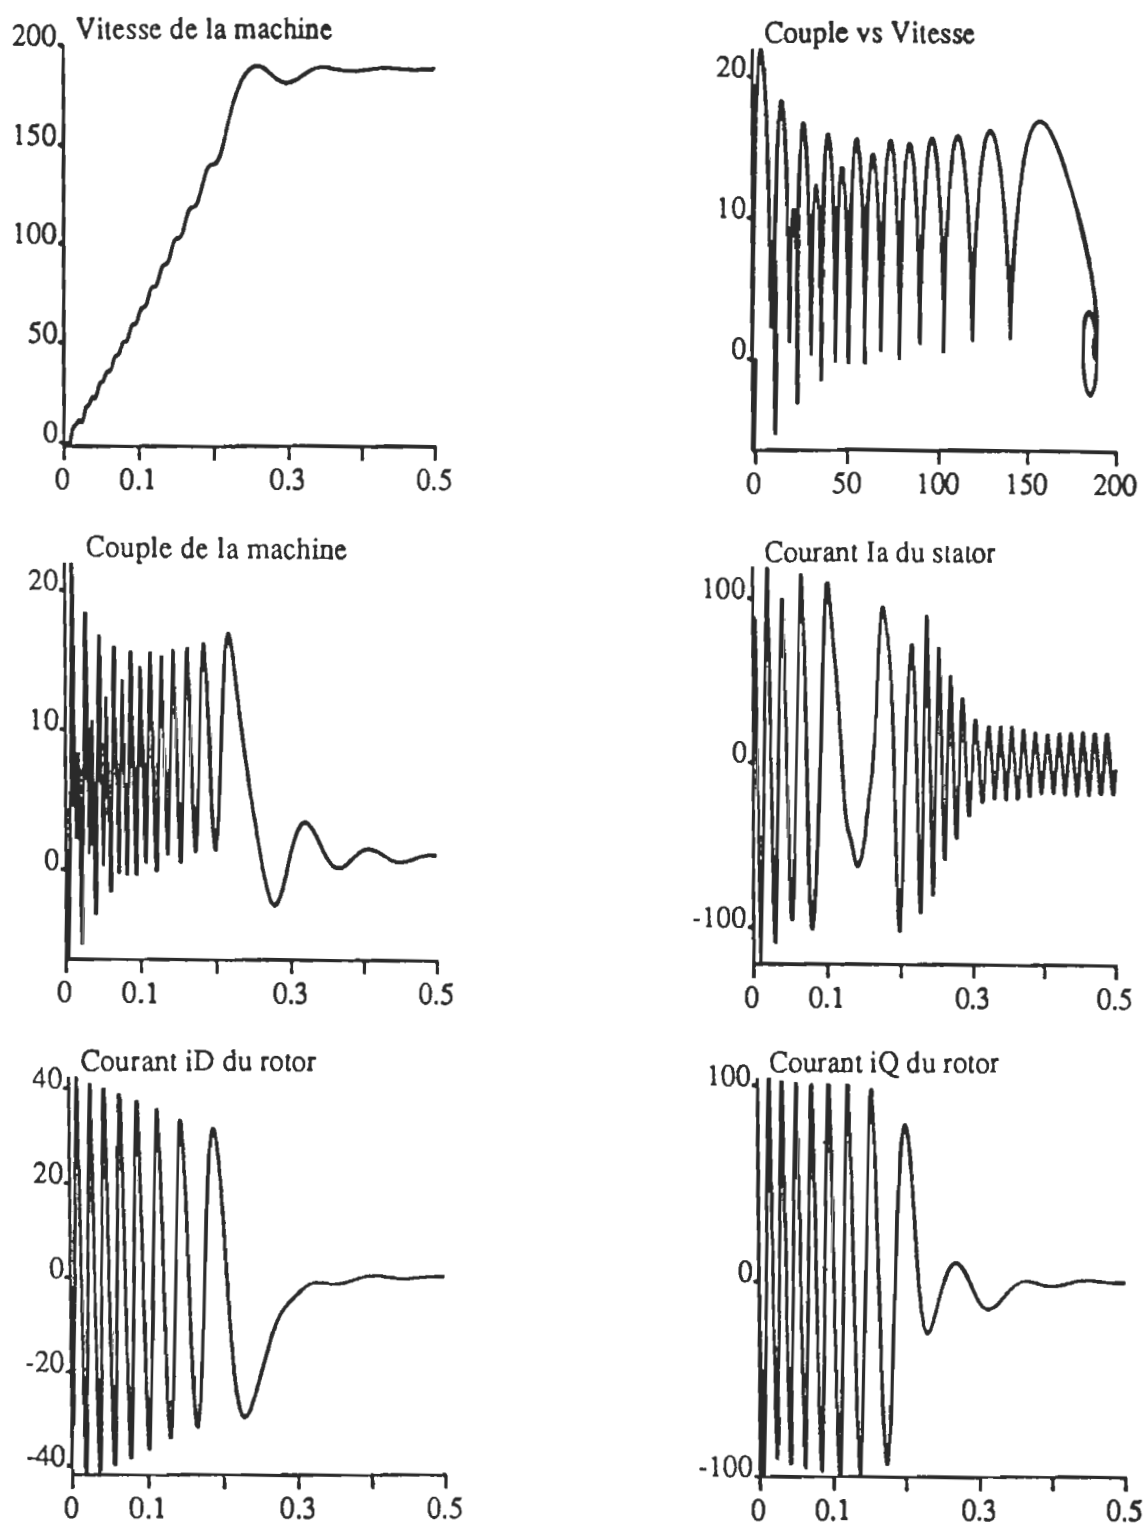 Vitesse de la machine
200
150
100
50
0
0 0.1 0.3 0.5
Couple vs Vitesse
20
10
0
0 50 100 150 200
Couple de la machine
20
10
0
0 0.1 0.3 0.5
Courant Ia du stator
100
0
-100
0 0.1 0.3 0.5
Courant iD du rotor
40
20
0
-20
-40
0 0.1 0.3 0.5
Courant iQ du rotor
100
0
-100
0 0.1 0.3 0.5